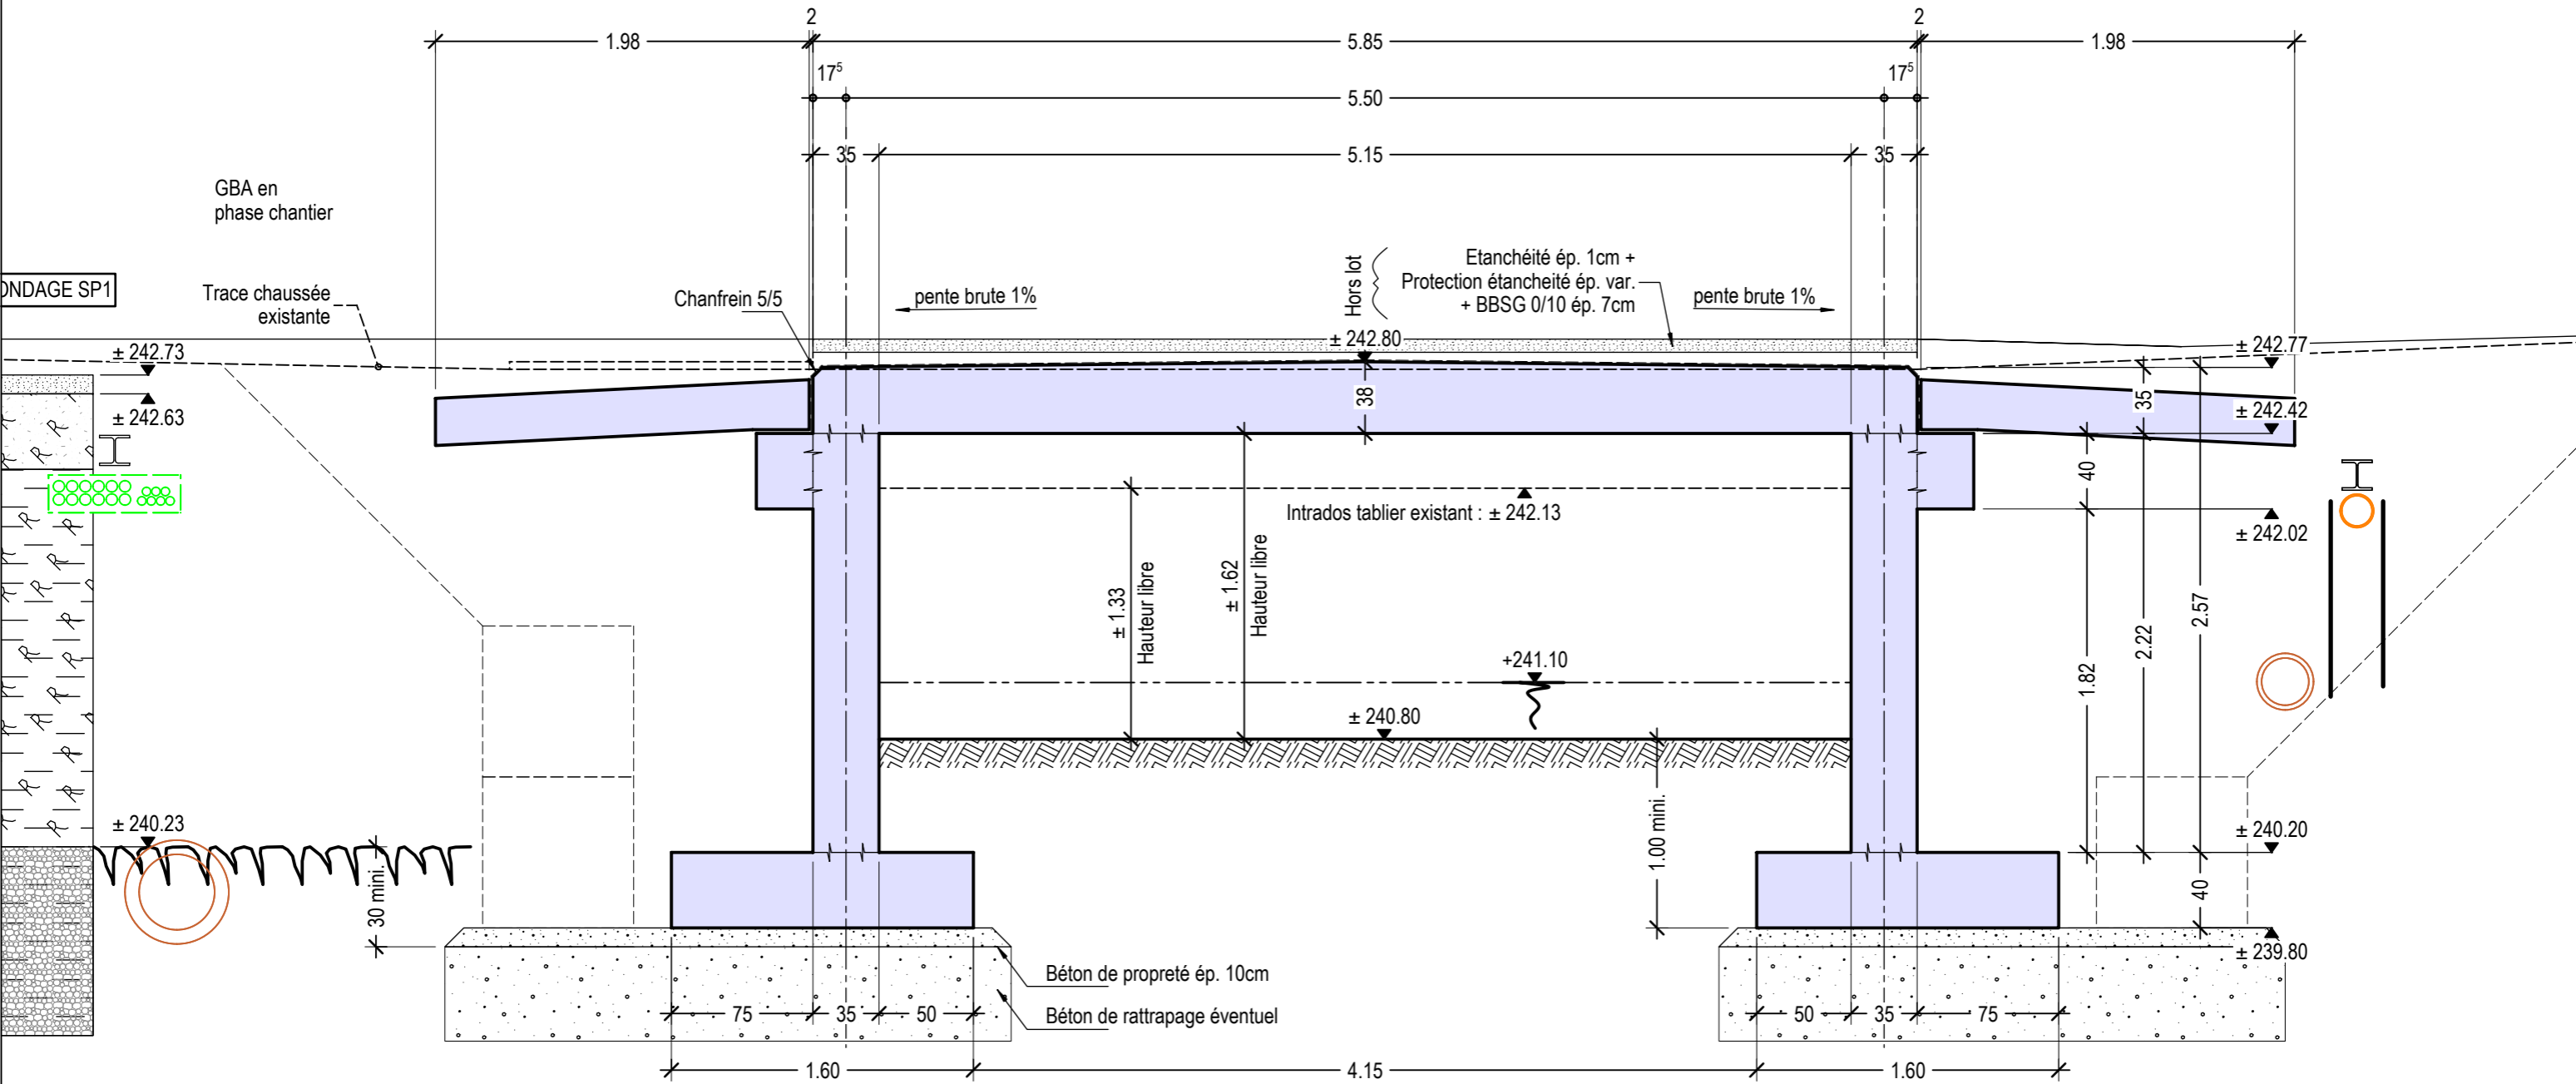 2
2
1.98
5.85
1.98
17⁵
17⁵
5.50
35
5.15
35
GBA en
phase chantier
ONDAGE SP1
Trace chaussée
existante
Chanfrein 5/5
pente brute 1%
Hors lot
Etanchéité ép. 1cm +
Protection étancheité ép. var.
+ BBSG 0/10 ép. 7cm
pente brute 1%
± 242.80
± 242.73
± 242.77
± 242.63
38
35
± 242.42
40
Intrados tablier existant : ± 242.13
± 242.02
± 1.33
Hauteur libre
± 1.62
Hauteur libre
2.57
2.22
1.82
+241.10
± 240.80
1.00 mini.
± 240.23
± 240.20
30 mini.
40
± 239.80
Béton de propreté ép. 10cm
Béton de rattrapage éventuel
75
35
50
50
35
75
1.60
4.15
1.60